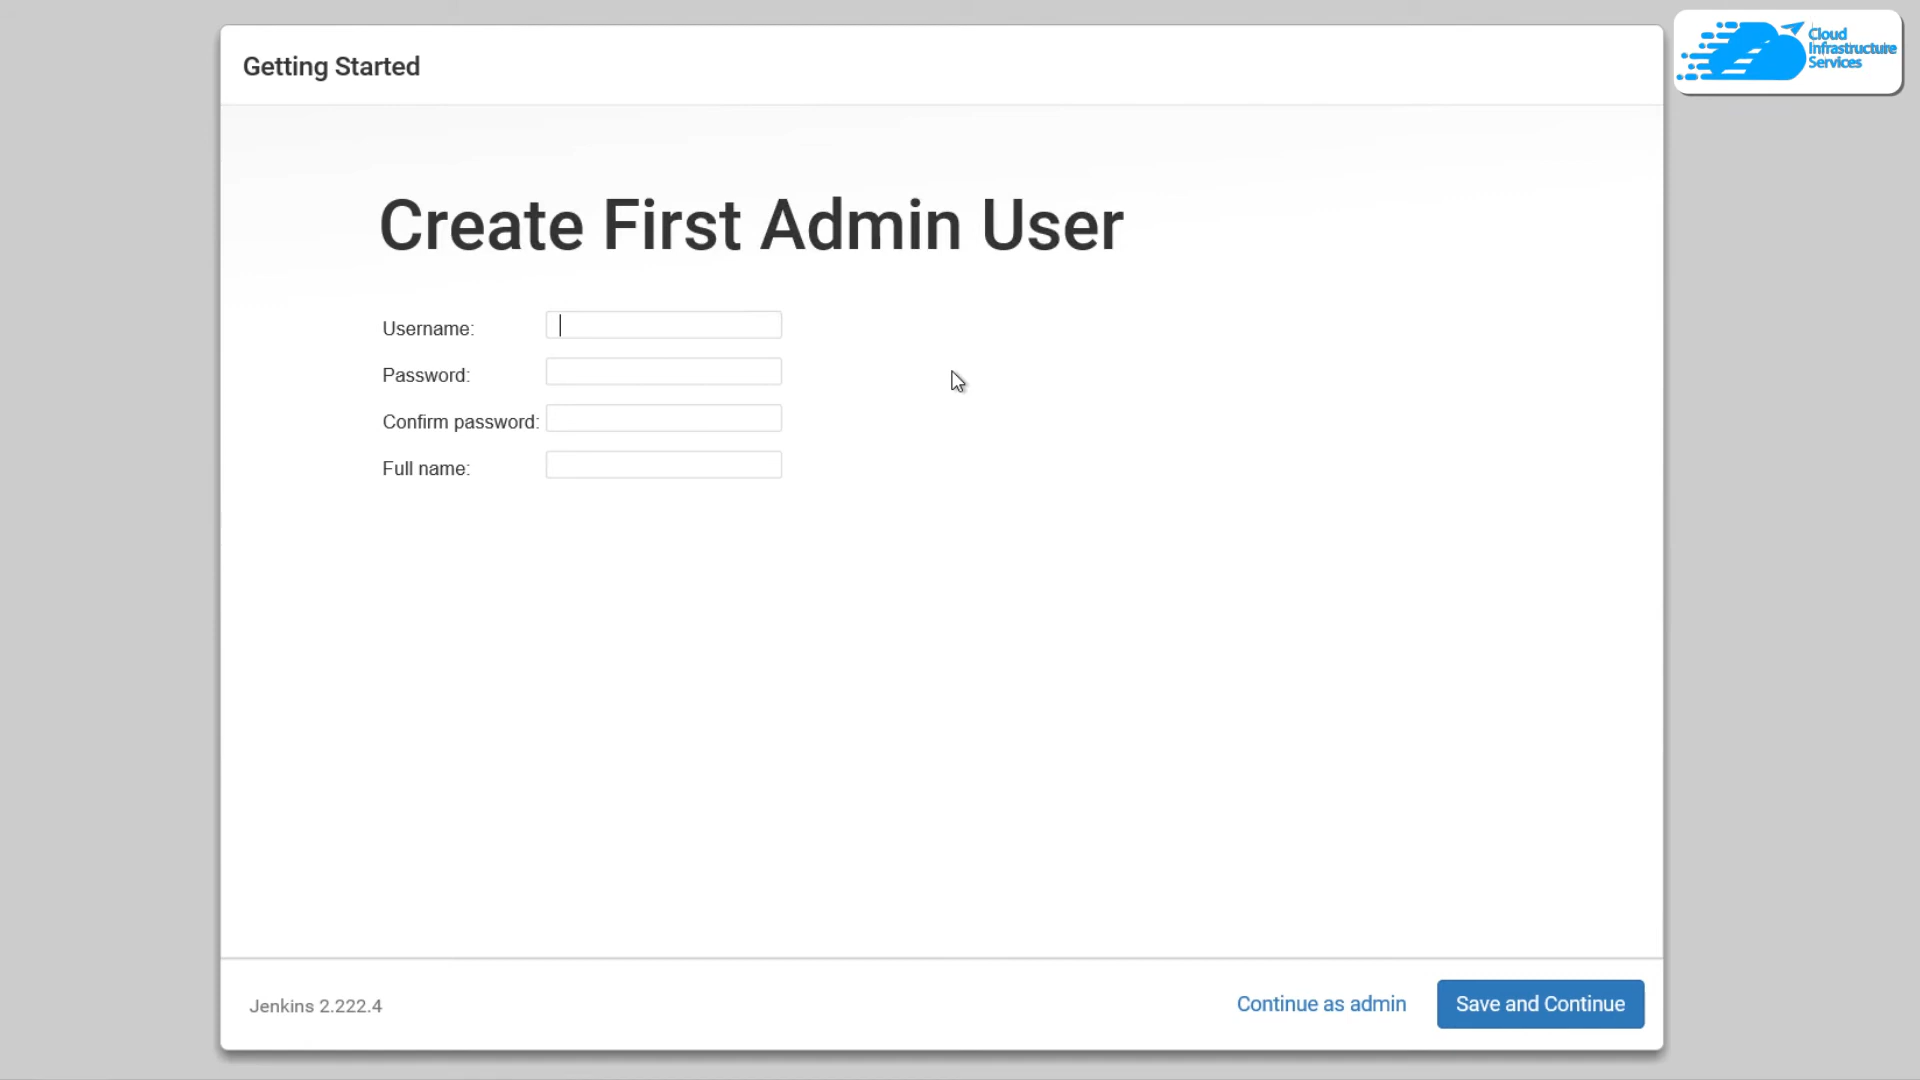 Getting Started
Cloud
Infrastructure
Services
Create First Admin User
Username:
Password:
Confirm password:
Full name:
Jenkins 2.222.4
Continue as admin
Save and Continue